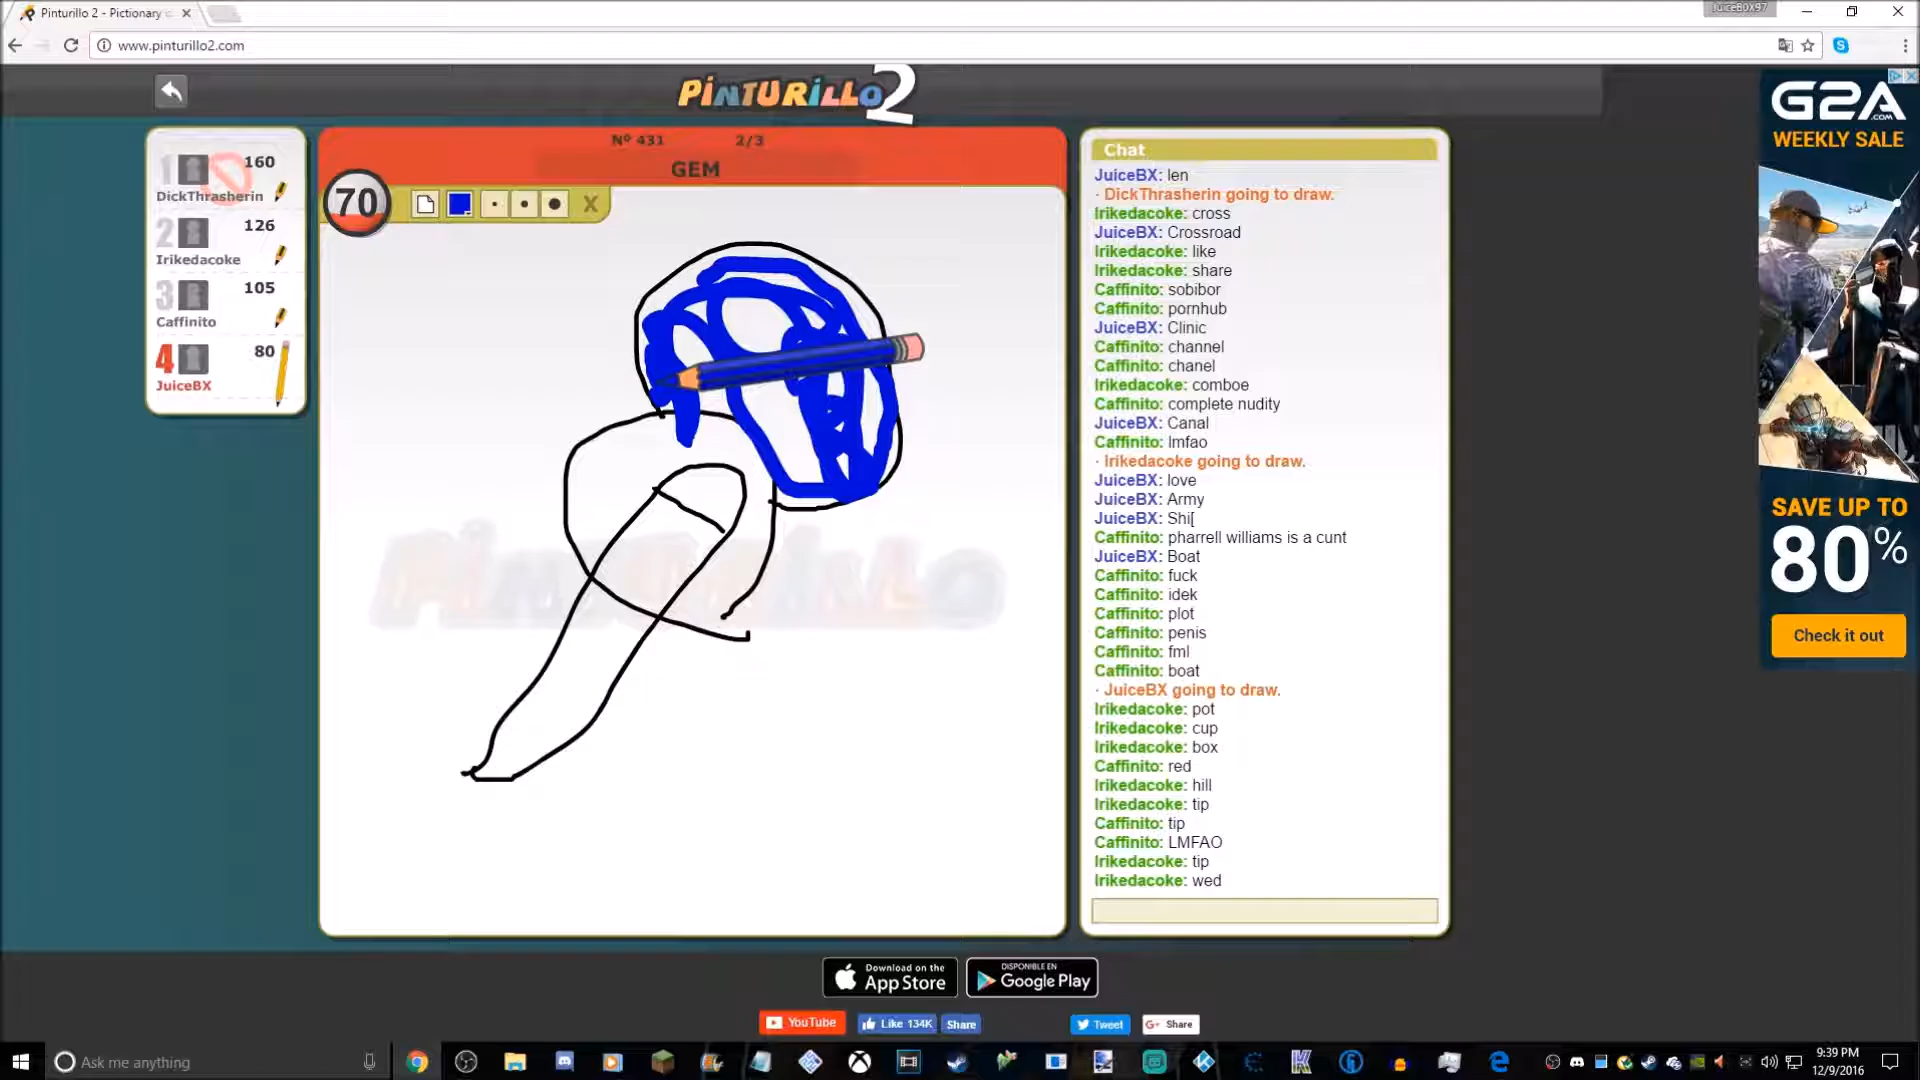 Pinturillo 2 - Pictionary
JuiceB0X97
www.pinturillo2.com
PINTURILLO2
1 160
DickThrasherin
2 126
Irikedacoke
3 105
Caffinito
4 80
JuiceBX
Nº 431 2/3
GEM
70
X
PINTURILLO
Chat
JuiceBX: len
· DickThrasherin going to draw.
Irikedacoke: cross
JuiceBX: Crossroad
Irikedacoke: like
Irikedacoke: share
Caffinito: sobibor
Caffinito: pornhub
JuiceBX: Clinic
Caffinito: channel
Caffinito: chanel
Irikedacoke: comboe
Caffinito: complete nudity
JuiceBX: Canal
Caffinito: lmfao
· Irikedacoke going to draw.
JuiceBX: love
JuiceBX: Army
JuiceBX: Shi[
Caffinito: pharrell williams is a cunt
JuiceBX: Boat
Caffinito: fuck
Caffinito: idek
Caffinito: plot
Caffinito: penis
Caffinito: fml
Caffinito: boat
· JuiceBX going to draw.
Irikedacoke: pot
Irikedacoke: cup
Irikedacoke: box
Caffinito: red
Irikedacoke: hill
Irikedacoke: tip
Caffinito: tip
Caffinito: LMFAO
Irikedacoke: tip
Irikedacoke: wed
G2A
.COM
WEEKLY SALE
SAVE UP TO
80%
Check it out
Download on the
App Store
DISPONIBLE EN
Google Play
YouTube
Like 134K
Share
Tweet
G+ Share
Ask me anything
9:39 PM
12/9/2016